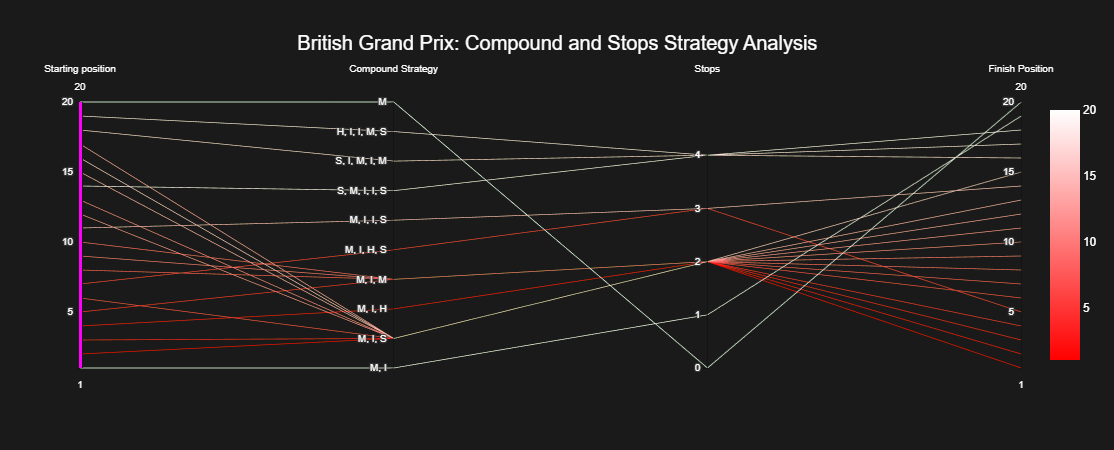 British Grand Prix: Compound and Stops Strategy Analysis
Starting position
Compound Strategy
Stops
Finish Position
20
20
20
M
20
20
H, I, I, M, S
S, I, M, I, M
4
15
15
15
S, M, I, I, S
3
M, I, I, S
10
M, I, H, S
10
10
2
M, I, M
5
M, I, H
1
5
5
M, I, S
M, I
0
1
1